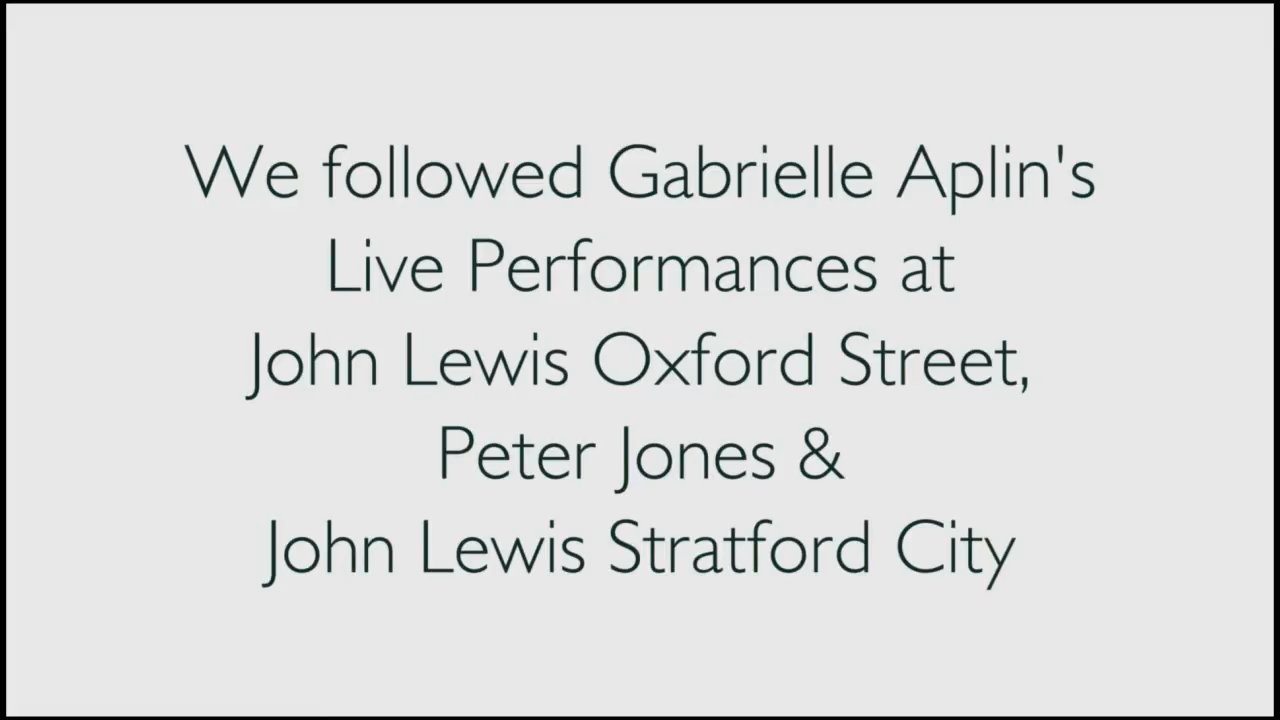 We followed Gabrielle Aplin's
Live Performances at
John Lewis Oxford Street,
Peter Jones &
John Lewis Stratford City